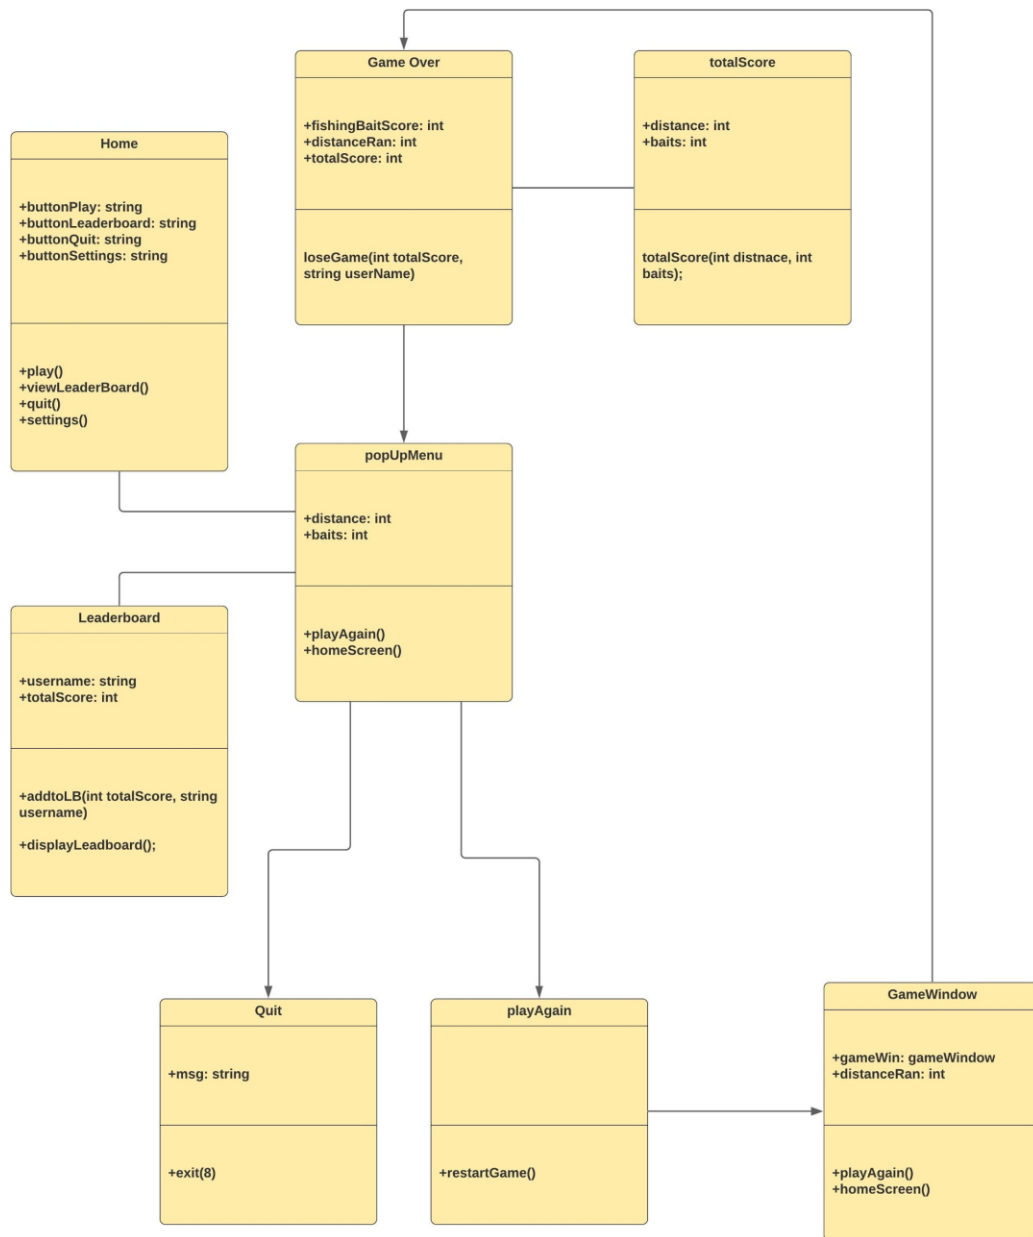 Game Over
+fishingBaitScore: int
+distanceRan: int
+totalScore: int
loseGame(int totalScore,
string userName)
totalScore
+distance: int
+baits: int
totalScore(int distnace, int
baits);
Home
+buttonPlay: string
+buttonLeaderboard: string
+buttonQuit: string
+buttonSettings: string
+play()
+viewLeaderBoard()
+quit()
+settings()
popUpMenu
+distance: int
+baits: int
+playAgain()
+homeScreen()
Leaderboard
+username: string
+totalScore: int
+addtoLB(int totalScore, string
username)
+displayLeadboard();
Quit
+msg: string
+exit(8)
playAgain
+restartGame()
GameWindow
+gameWin: gameWindow
+distanceRan: int
+playAgain()
+homeScreen()